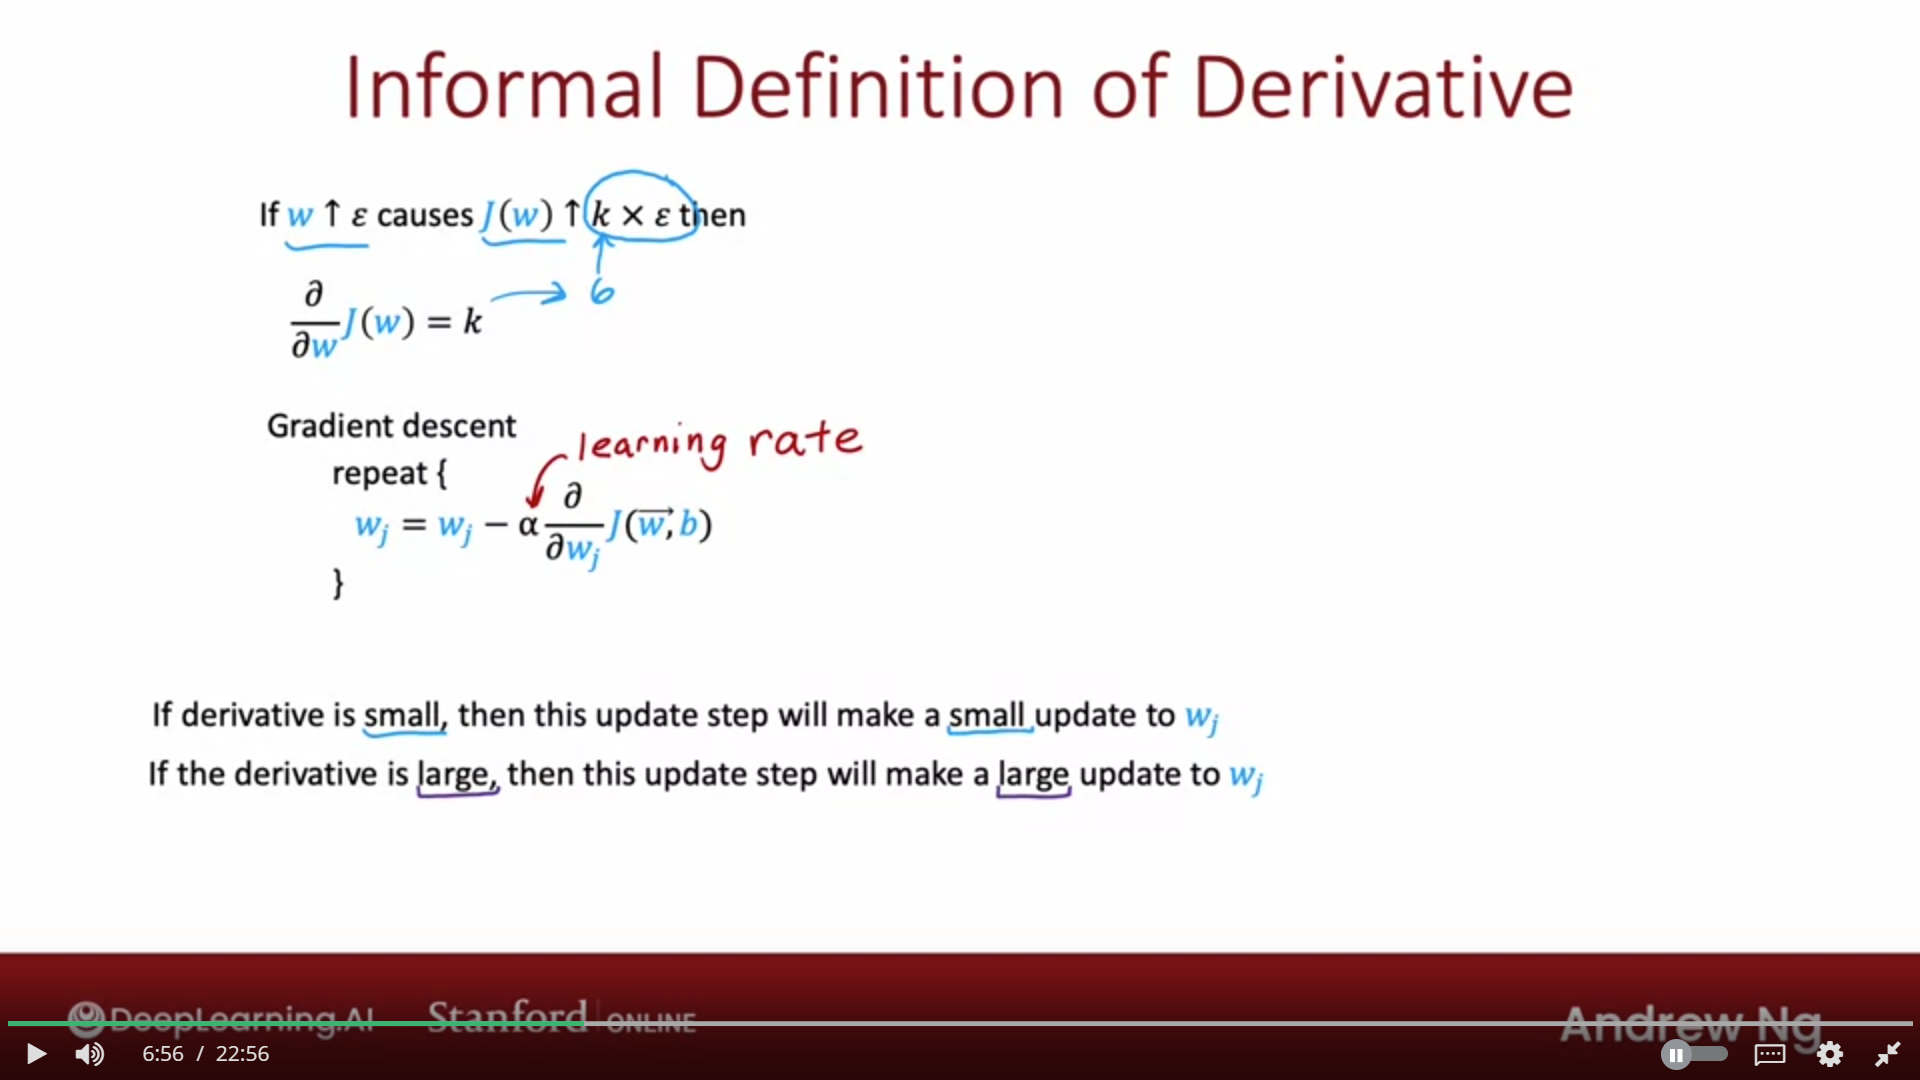 Informal Definition of Derivative
If w ↑ ε causes J(w) ↑ k × ε then
∂/∂w J(w) = k → 6
Gradient descent
learning rate
repeat {
wj = wj − α ∂/∂wj J(w⃗, b)
}
If derivative is small, then this update step will make a small update to wj
If the derivative is large, then this update step will make a large update to wj
DeepLearning.AI Stanford ONLINE Andrew Ng
6:56 / 22:56